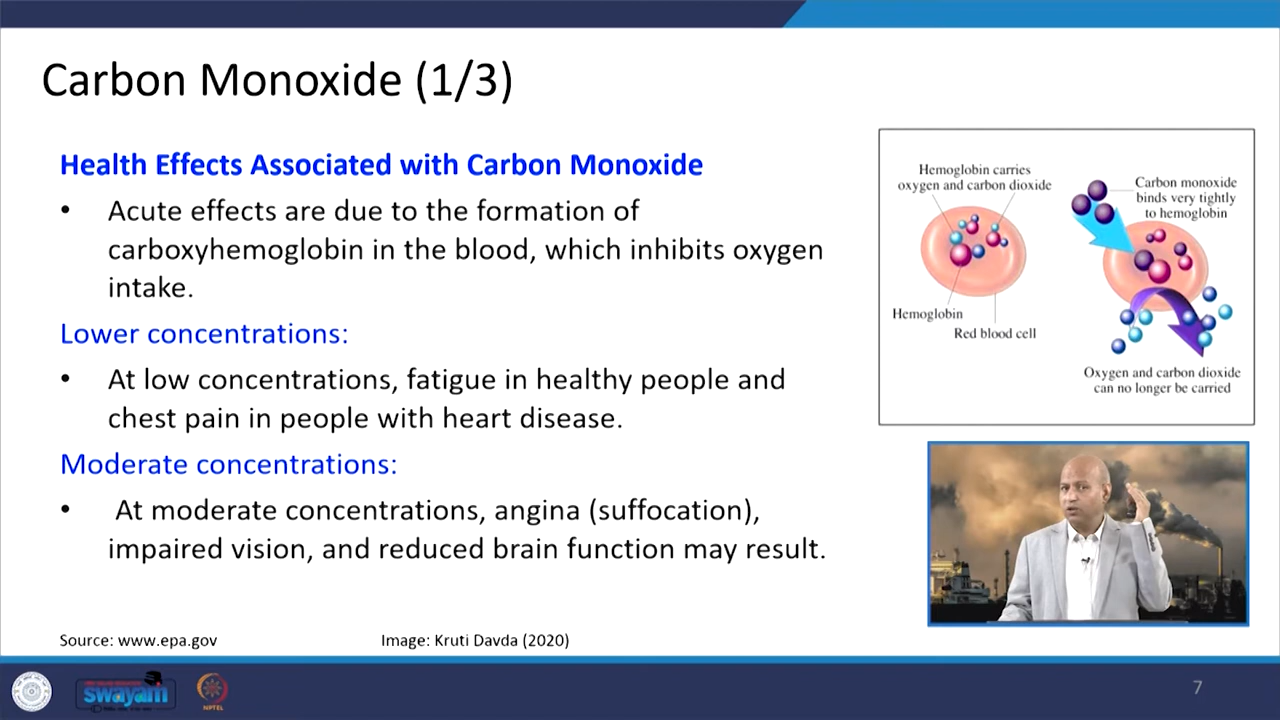 Carbon Monoxide (1/3)
Health Effects Associated with Carbon Monoxide
• Acute effects are due to the formation of
carboxyhemoglobin in the blood, which inhibits oxygen
intake.
Lower concentrations:
• At low concentrations, fatigue in healthy people and
chest pain in people with heart disease.
Moderate concentrations:
• At moderate concentrations, angina (suffocation),
impaired vision, and reduced brain function may result.
Hemoglobin carries
oxygen and carbon dioxide
Hemoglobin
Red blood cell
Carbon monoxide
binds very tightly
to hemoglobin
Oxygen and carbon dioxide
can no longer be carried
Source: www.epa.gov
Image: Kruti Davda (2020)
swayam
NPTEL
7